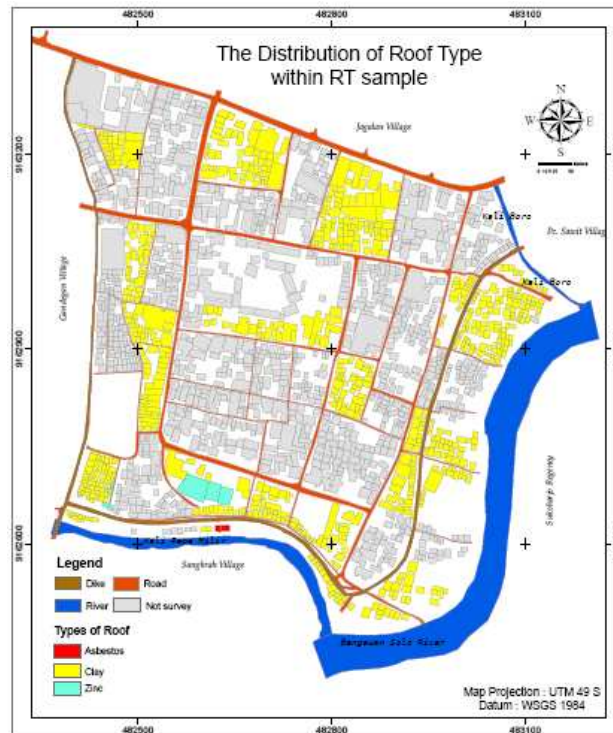 482500
482800
483100
The Distribution of Roof Type
within RT sample
N
W
E
S
Jagalan Village
Kali Boro
Pc. Sawit Village
Kali Boro
Gandekan Village
9162900
Sukoharjo Regency
Kali Pepe Hilir
Sanghrah Village
Bengawan Solo River
Legend
Dike
Road
River
Not survey
Types of Roof
Asbestos
Clay
Zinc
Map Projection : UTM 49 S
Datum : WSGS 1984
482500
482800
483100